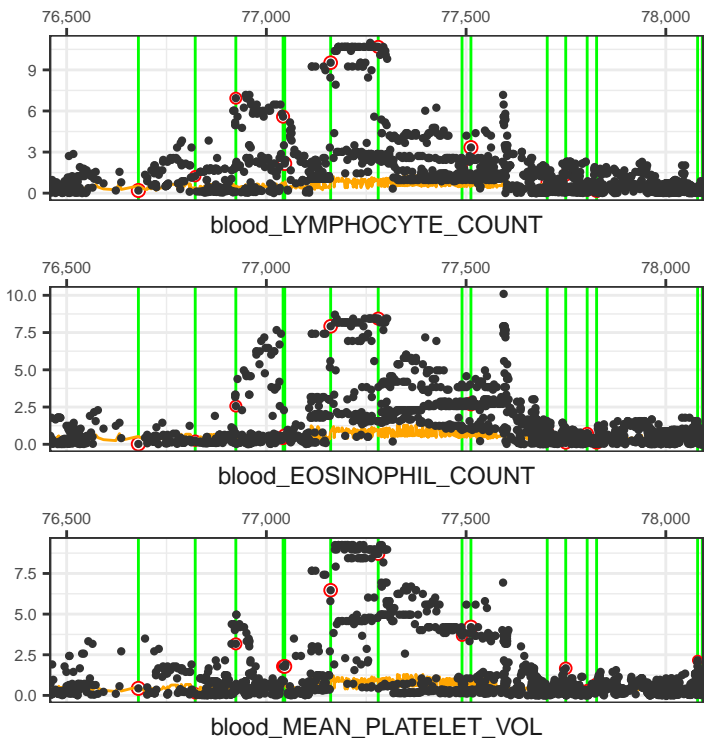 76,500 77,000 77,500 78,000
9
6
3
0
blood_LYMPHOCYTE_COUNT
76,500 77,000 77,500 78,000
10.0
7.5
5.0
2.5
0.0
blood_EOSINOPHIL_COUNT
76,500 77,000 77,500 78,000
7.5
5.0
2.5
0.0
blood_MEAN_PLATELET_VOL